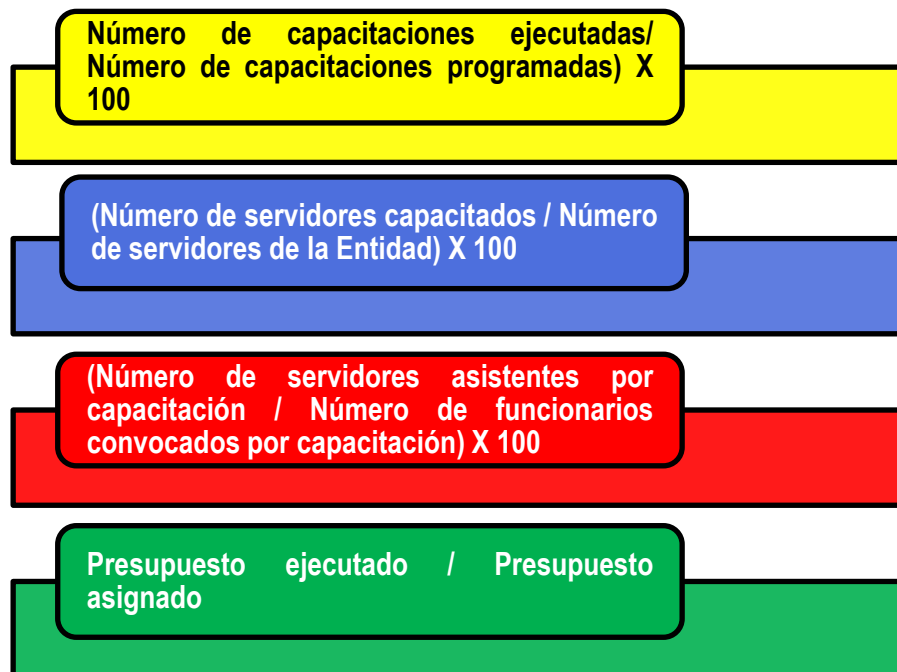 Número de capacitaciones ejecutadas/
Número de capacitaciones programadas) X
100
(Número de servidores capacitados / Número
de servidores de la Entidad) X 100
(Número de servidores asistentes por
capacitación / Número de funcionarios
convocados por capacitación) X 100
Presupuesto ejecutado / Presupuesto
asignado